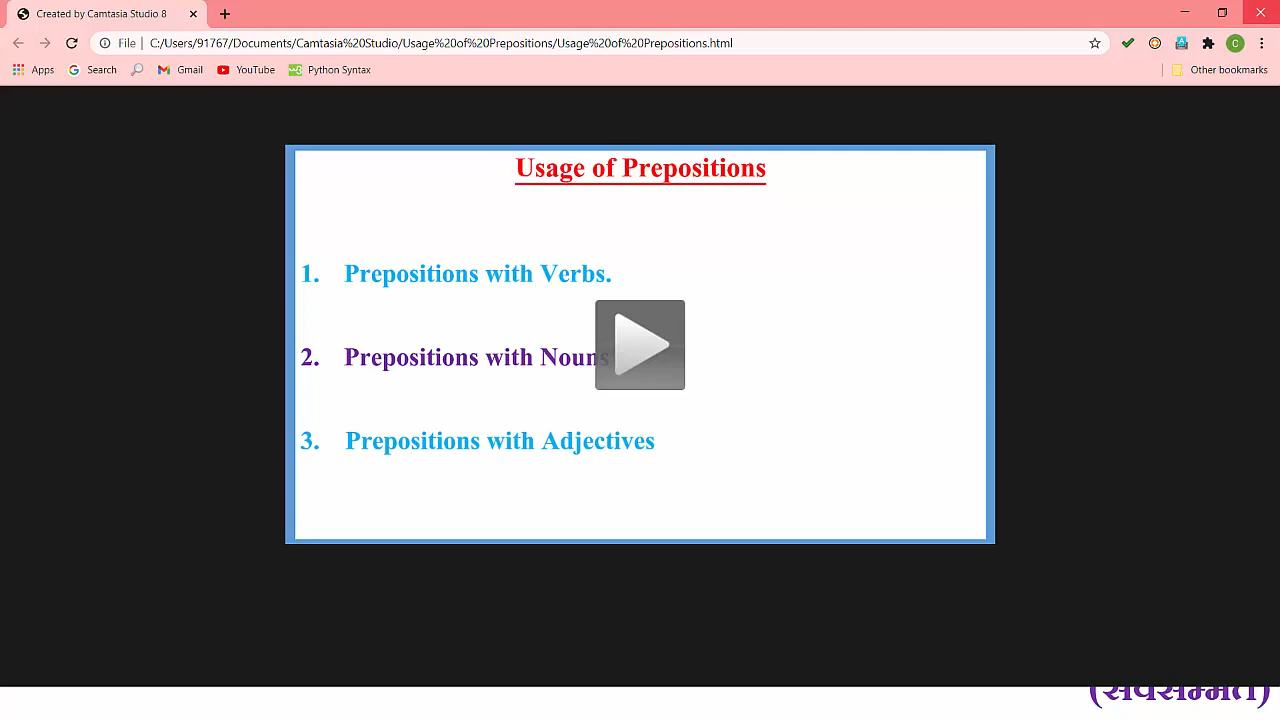 Created by Camtasia Studio 8
File | C:/Users/91767/Documents/Camtasia%20Studio/Usage%20of%20Prepositions/Usage%20of%20Prepositions.html
C
Apps Search Gmail YouTube Python Syntax Other bookmarks
Usage of Prepositions
1. Prepositions with Verbs.
2. Prepositions with Nouns
3. Prepositions with Adjectives